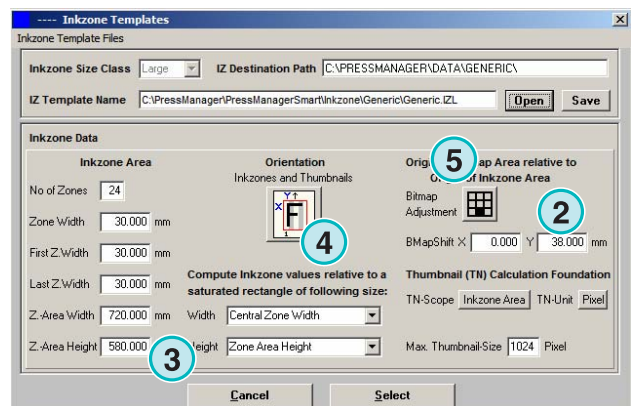 ---- Inkzone Templates
Inkzone Template Files
Inkzone Size Class Large IZ Destination Path C:\PRESSMANAGER\DATA\GENERIC\
IZ Template Name C:\PressManager\PressManagerSmart\Inkzone\Generic\Generic.IZL Open Save
Inkzone Data
Inkzone Area
No of Zones 24
Zone Width 30.000 mm
First Z.Width 30.000 mm
Last Z.Width 30.000 mm
Z.-Area Width 720.000 mm
Z.-Area Height 580.000 3
Orientation
Inkzones and Thumbnails
Y
X F
1
4
Compute Inkzone values relative to a
saturated rectangle of following size:
Width Central Zone Width
Height Zone Area Height
5
ap Area relative to
of Inkzone Area
Bitmap
Adjustment
2
BMapShift X 0.000 Y 38.000 mm
Thumbnail (TN) Calculation Foundation
TN-Scope Inkzone Area TN-Unit Pixel
Max. Thumbnail-Size 1024 Pixel
Cancel Select